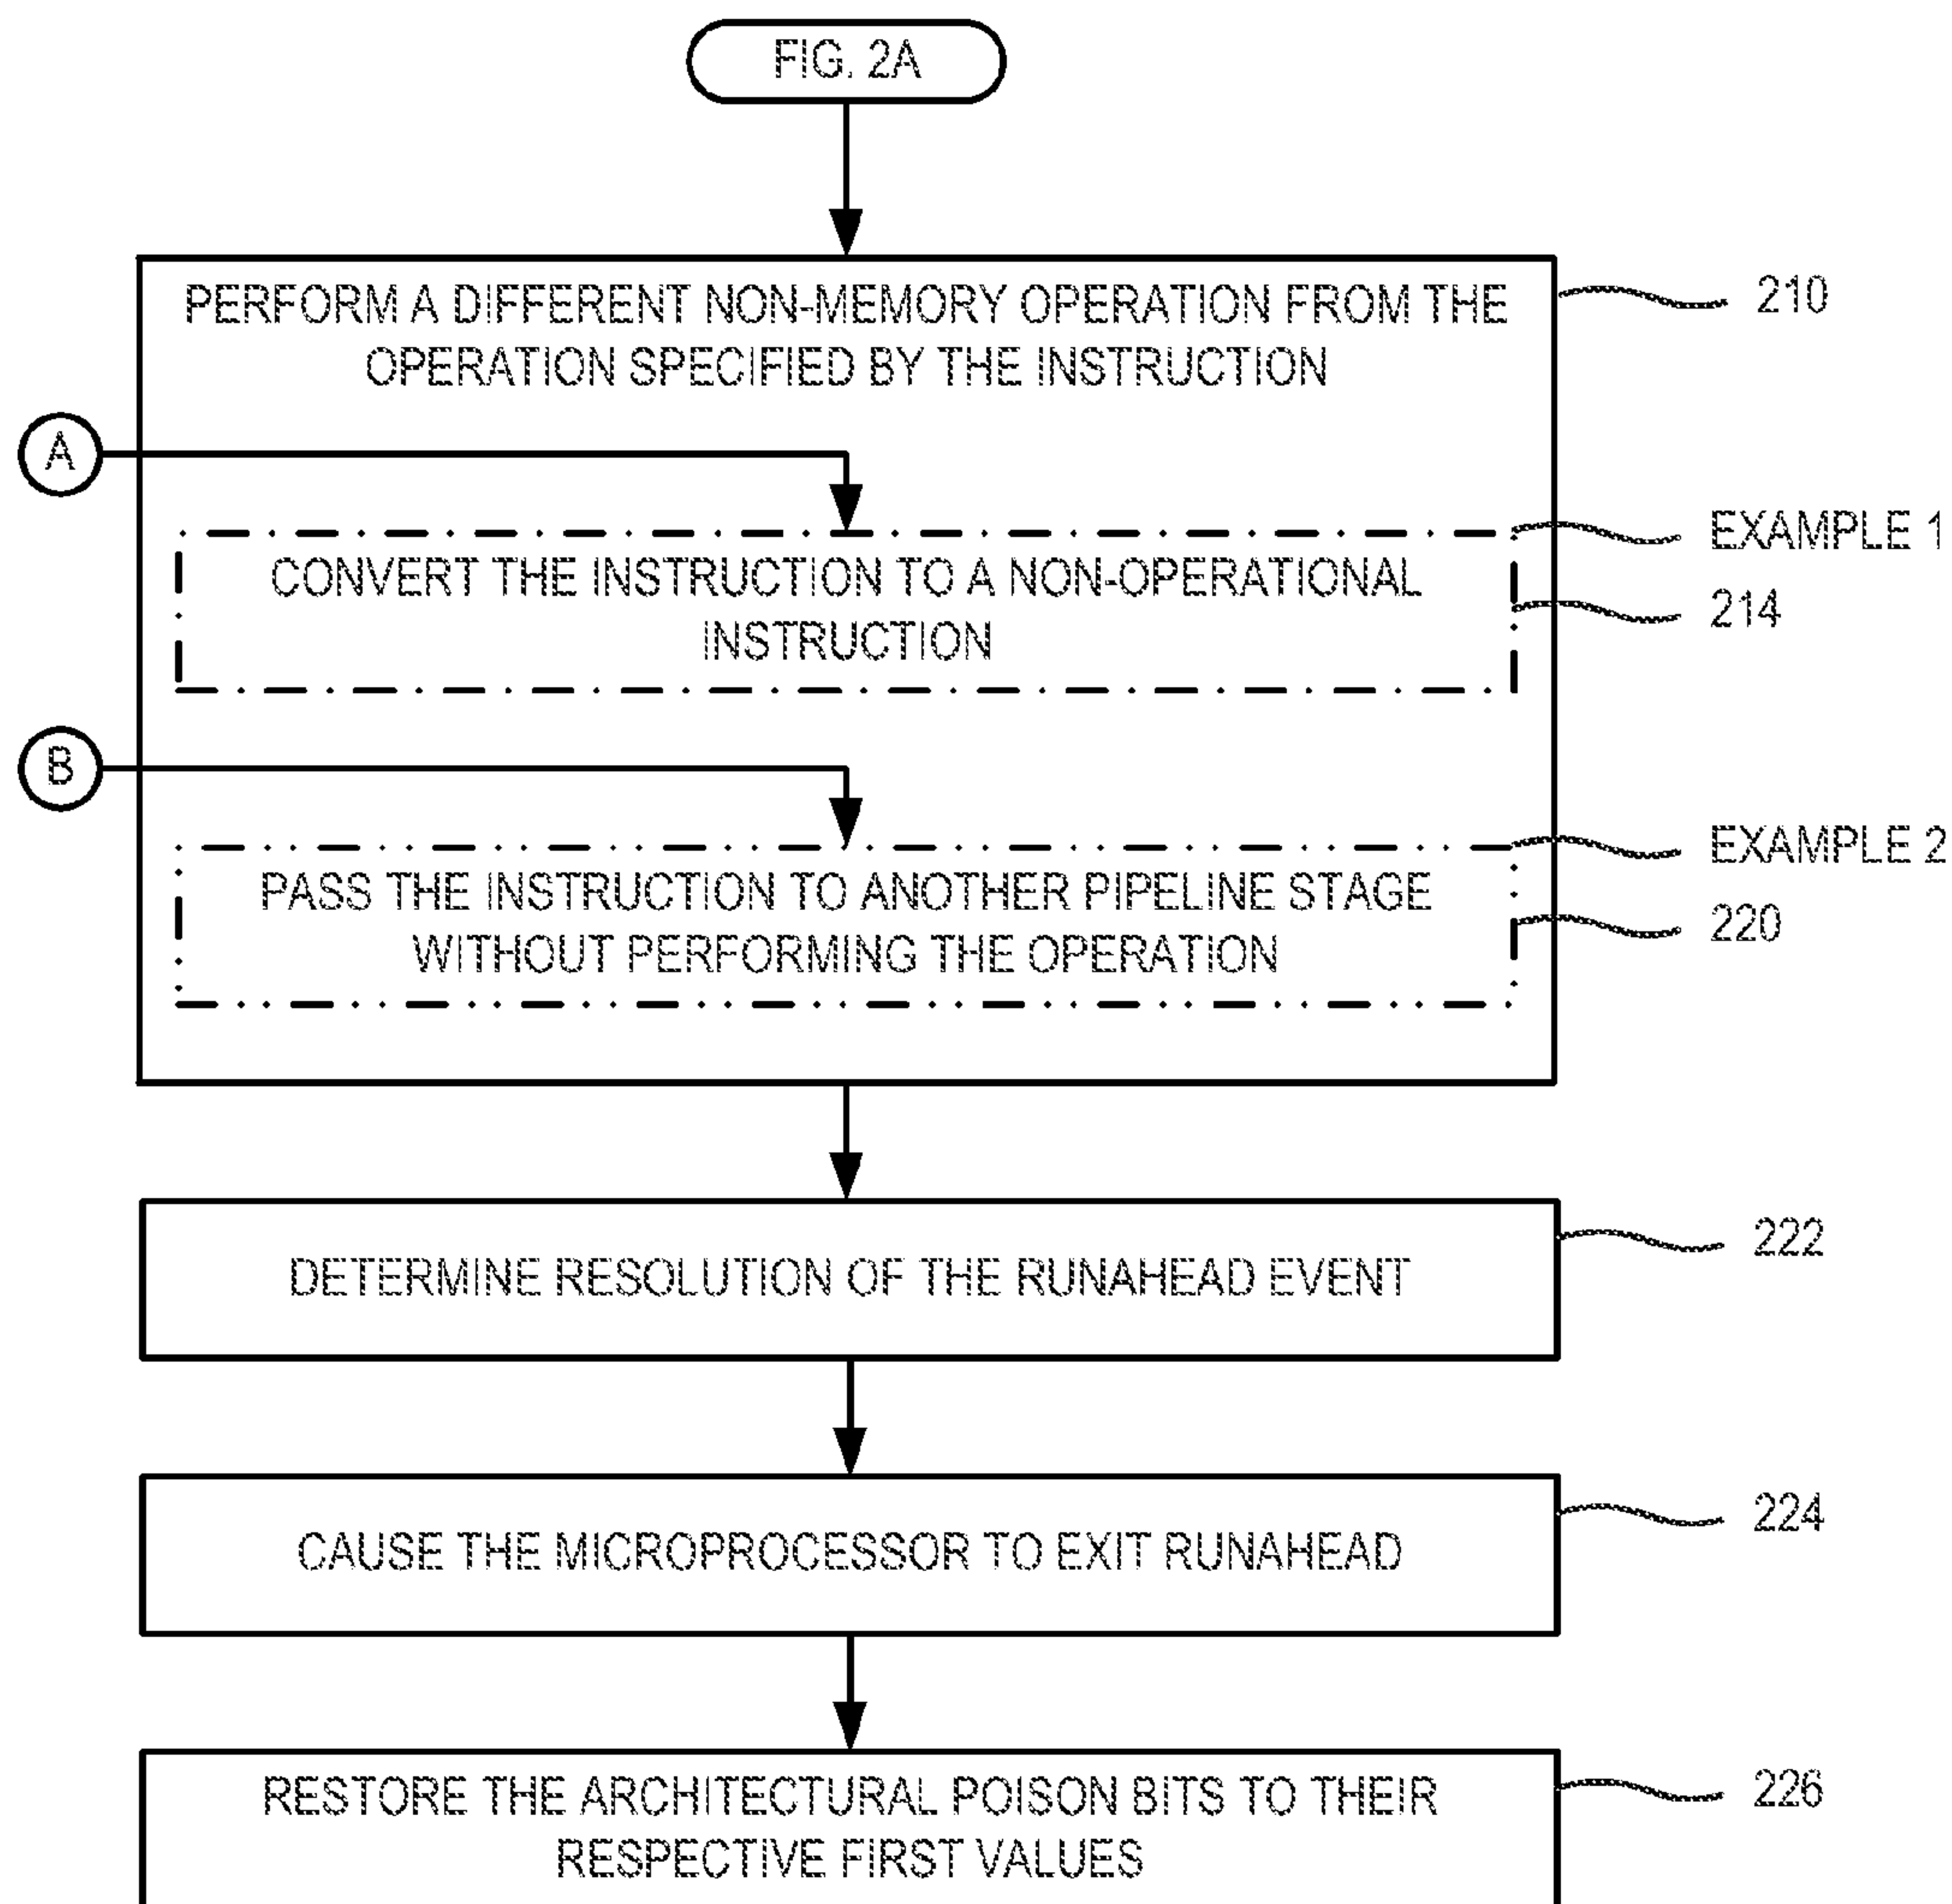 FIG. 2A
PERFORM A DIFFERENT NON-MEMORY OPERATION FROM THE
OPERATION SPECIFIED BY THE INSTRUCTION
210
A
EXAMPLE 1
CONVERT THE INSTRUCTION TO A NON-OPERATIONAL
INSTRUCTION
214
B
EXAMPLE 2
PASS THE INSTRUCTION TO ANOTHER PIPELINE STAGE
WITHOUT PERFORMING THE OPERATION
220
DETERMINE RESOLUTION OF THE RUNAHEAD EVENT
222
CAUSE THE MICROPROCESSOR TO EXIT RUNAHEAD
224
RESTORE THE ARCHITECTURAL POISON BITS TO THEIR
RESPECTIVE FIRST VALUES
226